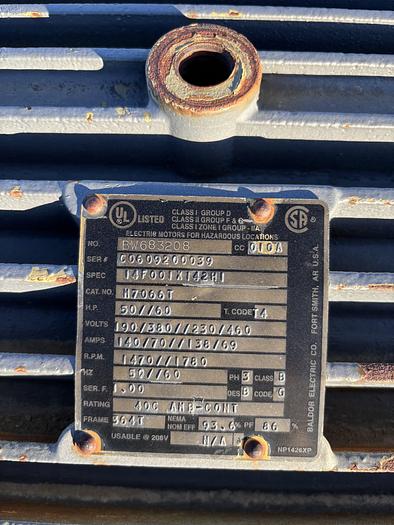 UL LISTED
CLASS I GROUP D
CLASS II GROUP F & G
CLASS I ZONE I GROUP - IIA
ELECTRIC MOTORS FOR HAZARDOUS LOCATIONS
NO. BW683208 CC 010A
SER# C0609200039
SPEC 14F001X142H1
CAT.NO. M7066T
H.P. 50//60 T. CODE T4
VOLTS 190/380//230/460
AMPS 140/70//138/69
R.P.M. 1470//1780
HZ 50//60 PH 3 CLASS B
SER.F. 1.00 DES B CODE G
RATING 40C AMB-CONT
FRAME 364T NEMA NOM EFF 93.6% PF 86 %
USABLE @ 208V N/A A
NP1426XP
BALDOR ELECTRIC CO. FORT SMITH, AR U.S.A.